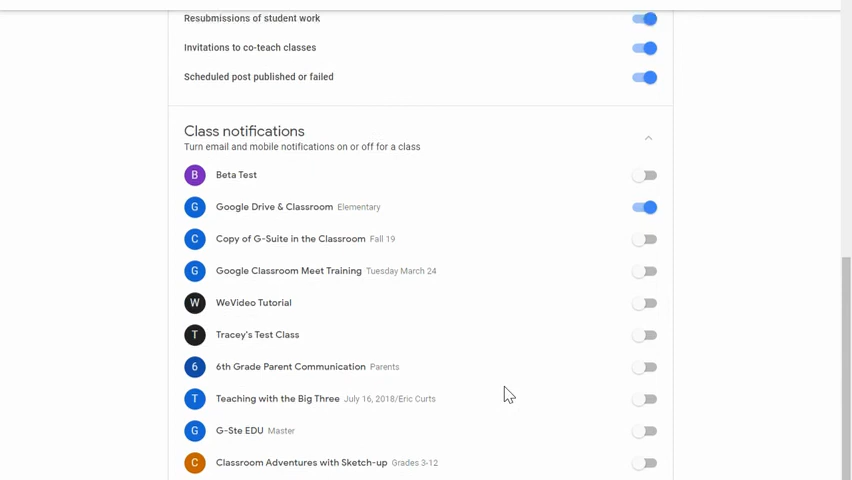 Resubmissions of student work
Invitations to co-teach classes
Scheduled post published or failed
Class notifications
Turn email and mobile notifications on or off for a class
B Beta Test
G Google Drive & Classroom Elementary
C Copy of G-Suite in the Classroom Fall 19
G Google Classroom Meet Training Tuesday March 24
W WeVideo Tutorial
T Tracey's Test Class
6 6th Grade Parent Communication Parents
T Teaching with the Big Three July 16, 2018/Eric Curts
G G-Ste EDU Master
C Classroom Adventures with Sketch-up Grades 3-12